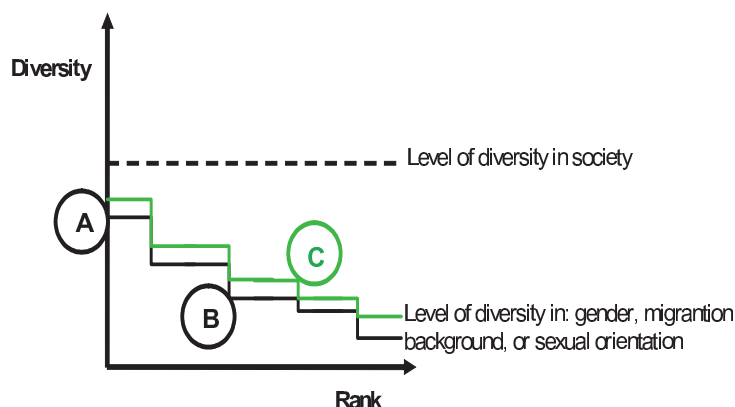 Diversity
Level of diversity in society
A
C
B
Level of diversity in: gender, migrantion
background, or sexual orientation
Rank